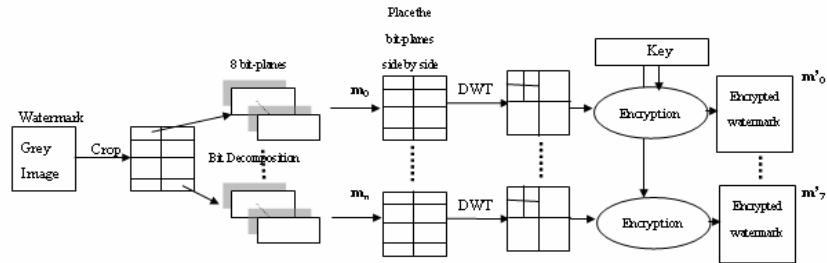 Place the
bit-planes
side by side
8 bit-planes
Key
m'0
Watermark
m0
DWT
Encryption
Encrypted
watermark
Grey
Image
Crop
Bit Decomposition
mn
DWT
Encryption
Encrypted
watermark
m'7